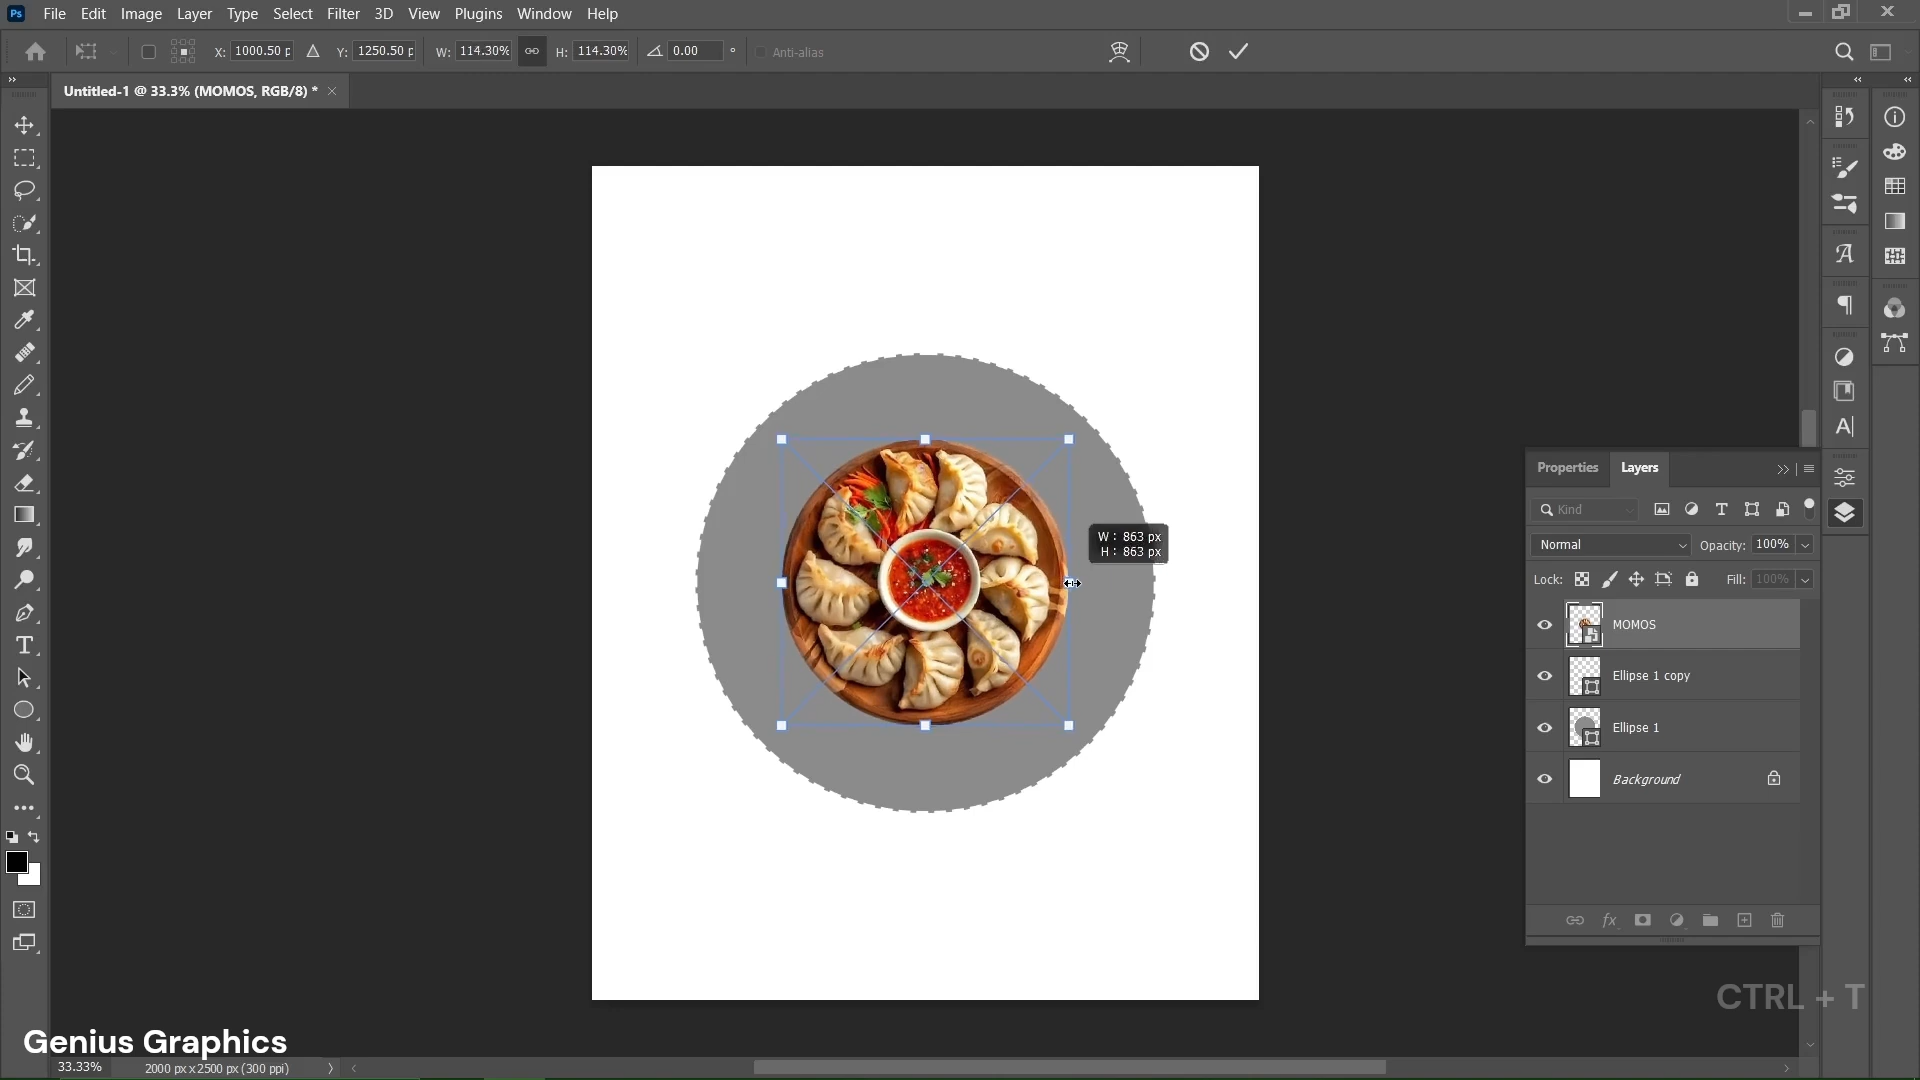 Ps File Edit Image Layer Type Select Filter 3D View Plugins Window Help
X: 1000.50 p Y: 1250.50 p W: 114.30% H: 114.30% 0.00 ° Anti-alias
Untitled-1 @ 33.3% (MOMOS, RGB/8) *
W : 863 px
H : 863 px
Properties Layers
Kind
Normal Opacity: 100%
Lock: Fill: 100%
MOMOS
Ellipse 1 copy
Ellipse 1
Background
fx
CTRL + T
Genius Graphics
33.33% 2000 px x 2500 px (300 ppi)